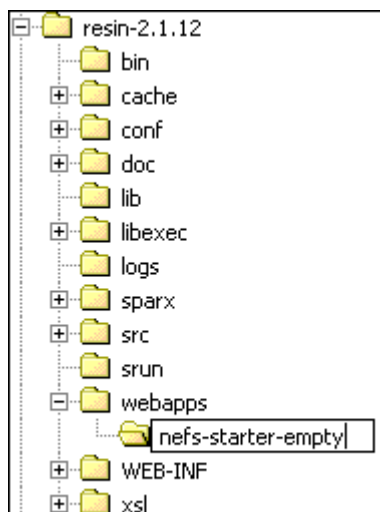 resin-2.1.12
bin
cache
conf
doc
lib
libexec
logs
sparx
src
srun
webapps
nefs-starter-empty
WEB-INF
xsl